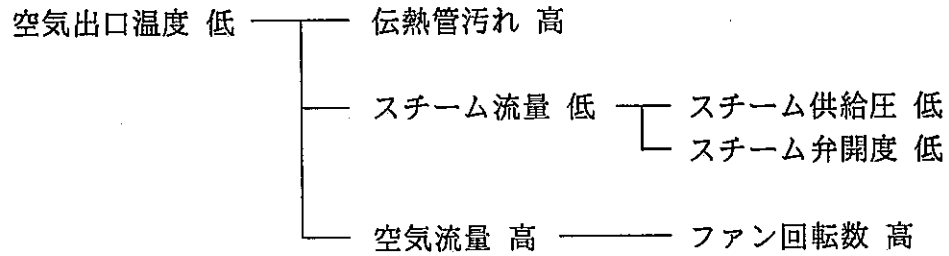 空気出口温度 低
伝熱管汚れ 高
スチーム流量 低
スチーム供給圧 低
スチーム弁開度 低
空気流量 高
ファン回転数 高